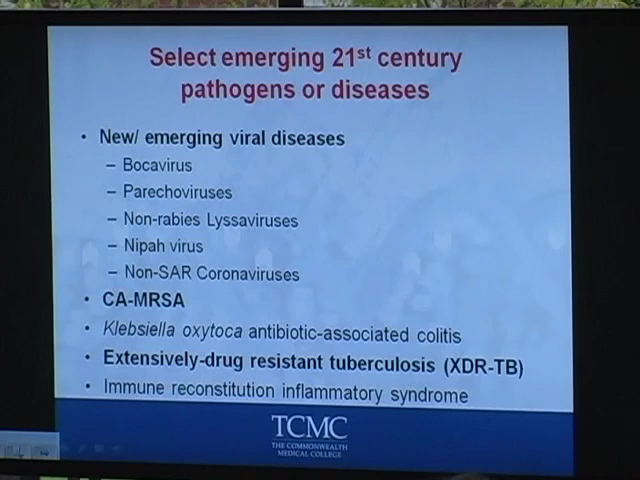 Select emerging 21st century
pathogens or diseases
• New/ emerging viral diseases
– Bocavirus
– Parechoviruses
– Non-rabies Lyssaviruses
– Nipah virus
– Non-SAR Coronaviruses
• CA-MRSA
• Klebsiella oxytoca antibiotic-associated colitis
• Extensively-drug resistant tuberculosis (XDR-TB)
• Immune reconstitution inflammatory syndrome
TCMC
THE COMMONWEALTH
MEDICAL COLLEGE